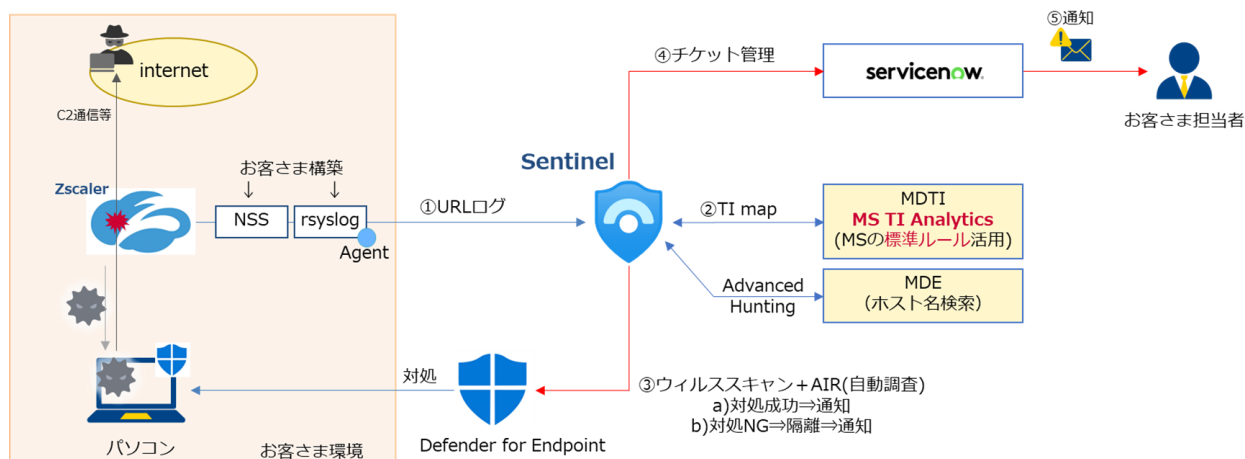 ⑤通知
internet
④チケット管理
servicenow.
C2通信等
お客さま担当者
お客さま構築
↓ ↓
Sentinel
Zscaler
NSS
rsyslog
①URLログ
②TI map
MDTI
MS TI Analytics
(MSの標準ルール活用)
Agent
Advanced
Hunting
MDE
(ホスト名検索)
対処
③ウィルススキャン＋AIR(自動調査)
a)対処成功⇒通知
b)対処NG⇒隔離⇒通知
パソコン
お客さま環境
Defender for Endpoint